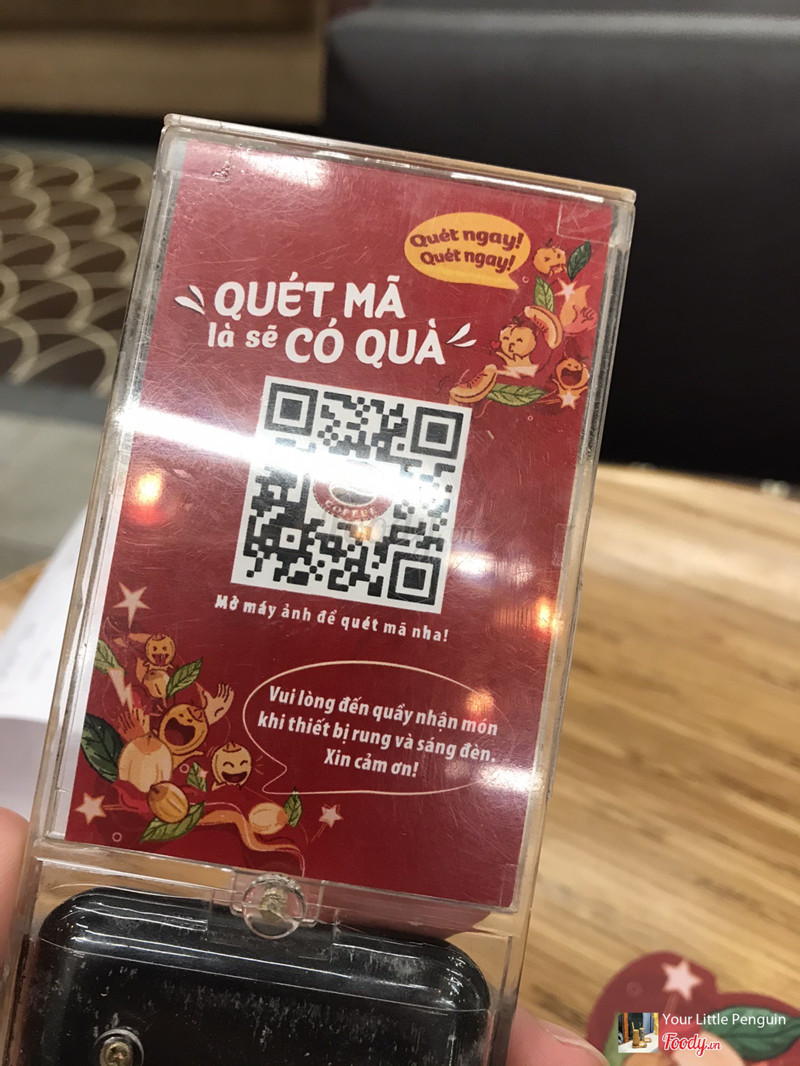 Quét ngay!
Quét ngay!
QUÉT MÃ
là sẽ CÓ QUÀ
COFFEE
Mở máy ảnh để quét mã nha!
Vui lòng đến quầy nhận món
khi thiết bị rung và sáng đèn.
Xin cảm ơn!
Your Little Penguin
Foody.vn